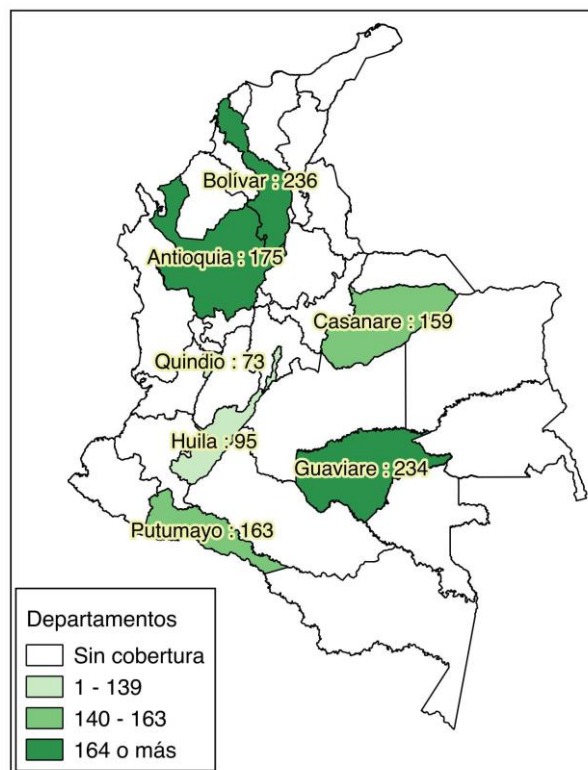 Bolívar : 236
Antioquia : 175
Casanare : 159
Quindio : 73
Huila : 95
Guaviare : 234
Putumayo : 163
Departamentos
Sin cobertura
1 - 139
140 - 163
164 o más